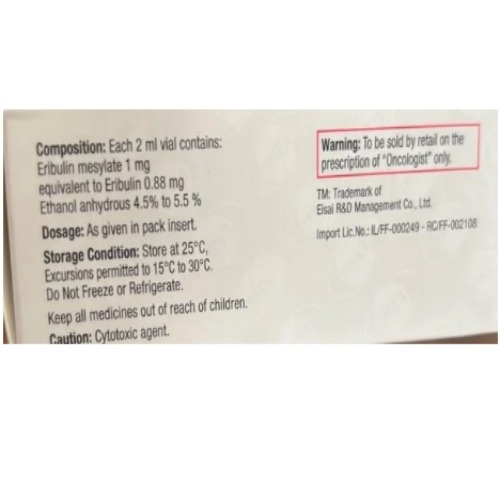 Composition: Each 2 ml vial contains:
Eribulin mesylate 1 mg
equivalent to Eribulin 0.88 mg
Ethanol anhydrous 4.5% to 5.5 %
Dosage: As given in pack insert.
Storage Condition: Store at 25°C,
Excursions permitted to 15°C to 30°C.
Do Not Freeze or Refrigerate.
Keep all medicines out of reach of children.
Caution: Cytotoxic agent.
Warning: To be sold by retail on the
prescription of "Oncologist" only.
TM: Trademark of
Eisai R&D Management Co., Ltd.
Import Lic.No.: IL/FF-000249 - RC/FF-002108